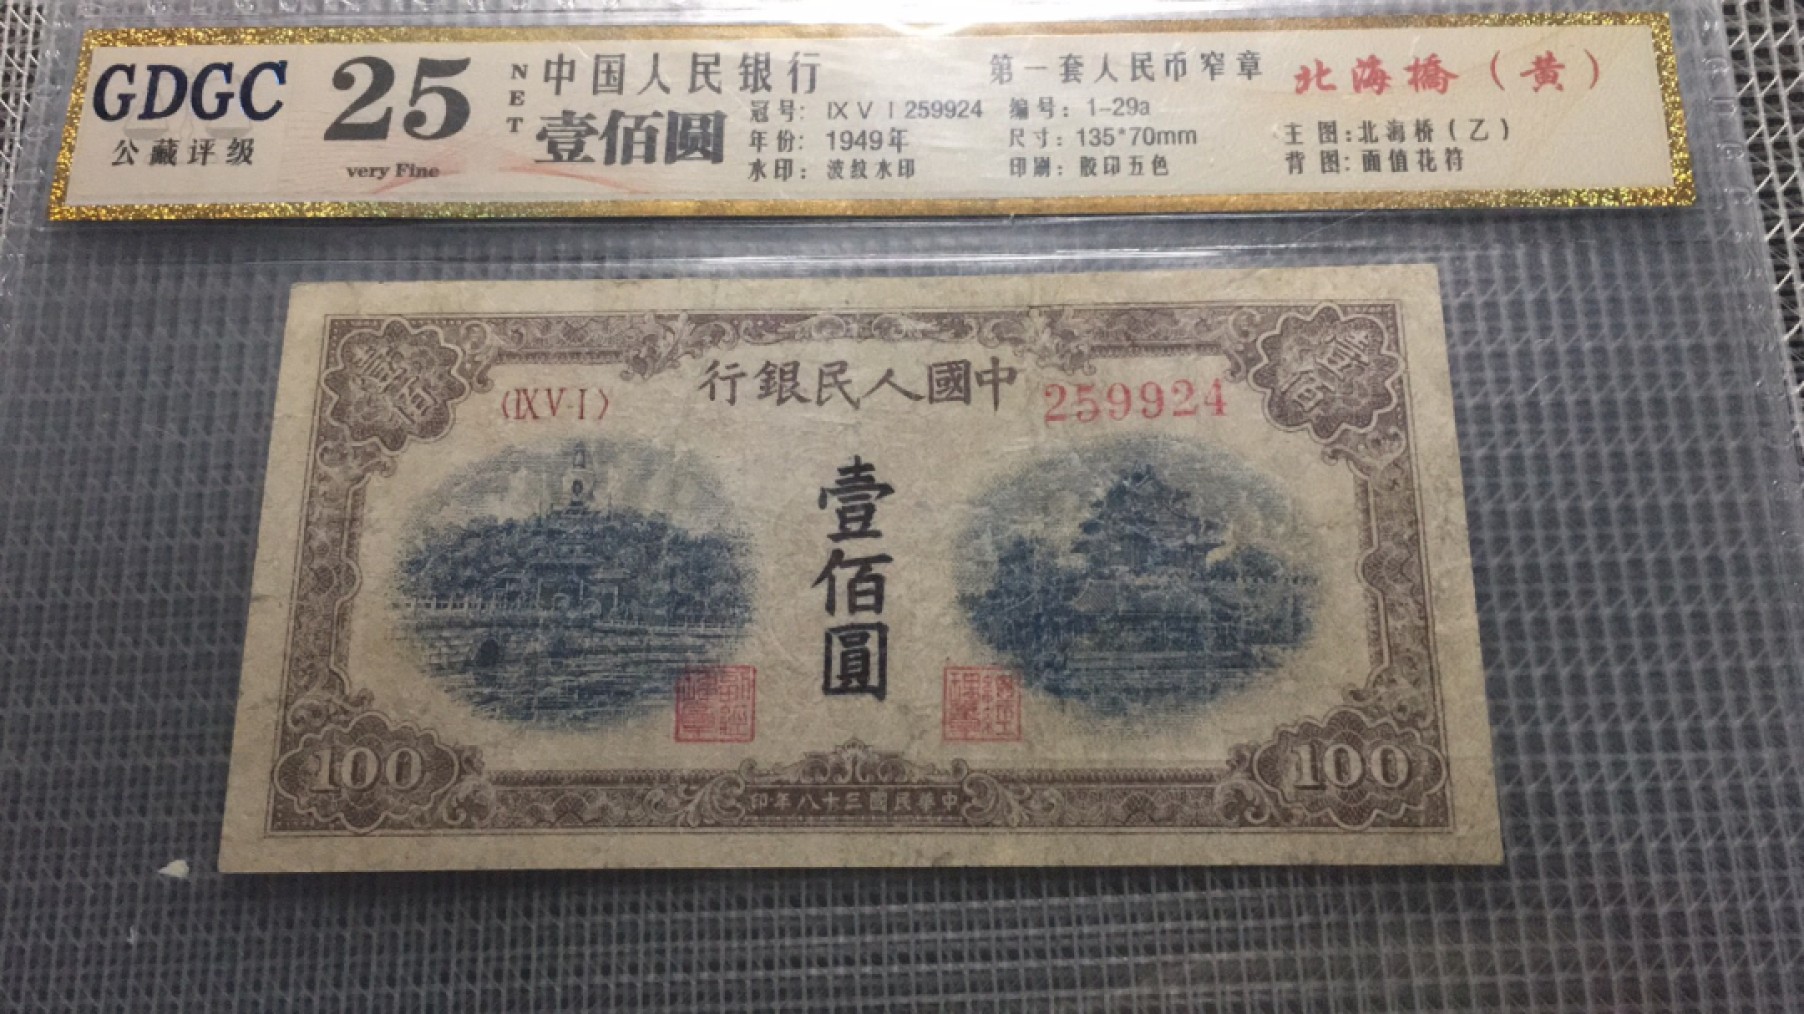 GDGC
公藏评级
25
very Fine
NET
中国人民银行
壹佰圆
冠号: IX V I 259924
年份: 1949年
水印: 波纹水印
第一套人民币窄章
编号: 1-29a
尺寸: 135*70mm
印刷: 胶印五色
北海橋(黄)
主图:北海桥(乙)
背图:面值花符
壹佰
壹佰
行銀民人國中
(IXV-I)
259924
壹佰圓
100
100
印年八十三國民華中